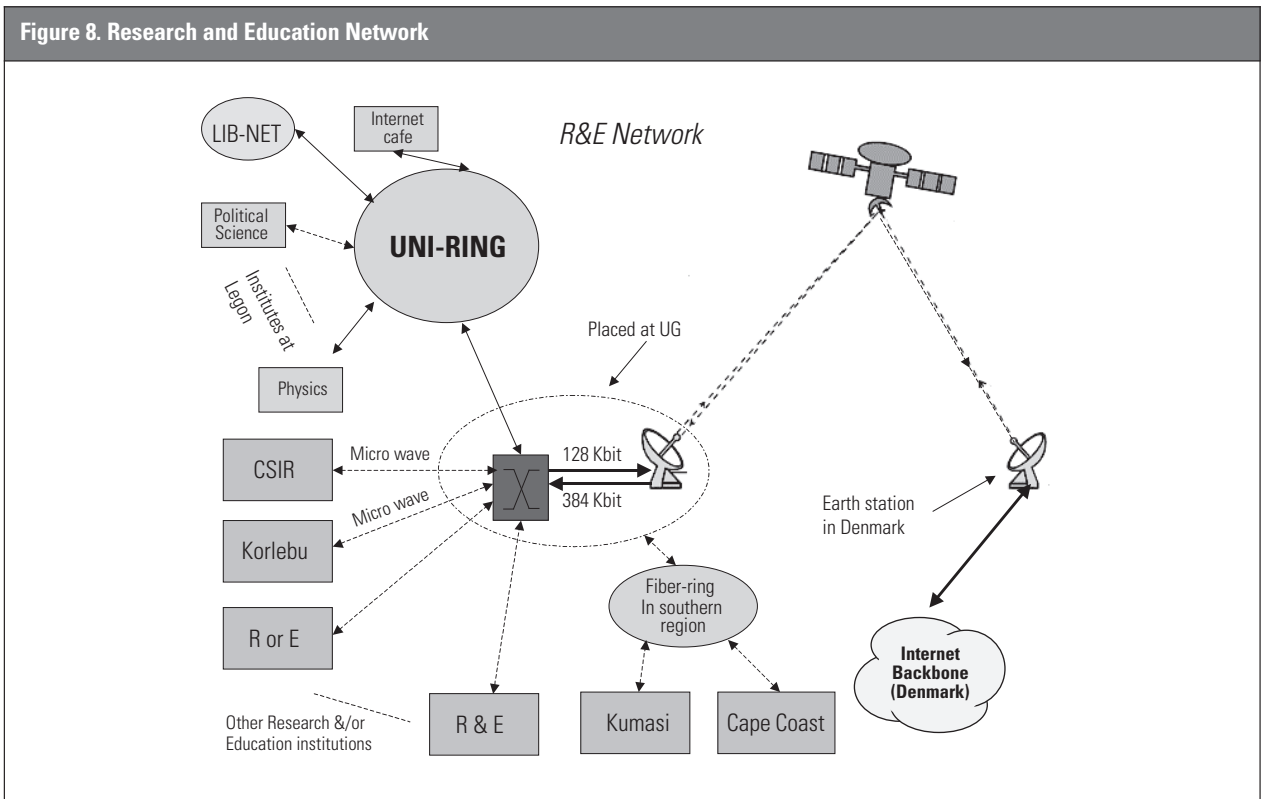 Figure 8. Research and Education Network
LIB-NET
Internet
cafe
R&E Network
Political
Science
UNI-RING
Institutes at
Legon
Placed at UG
Physics
CSIR
Micro wave
128 Kbit
384 Kbit
Micro wave
Korlebu
Earth station
in Denmark
Fiber-ring
In southern
region
R or E
Internet
Backbone
(Denmark)
Other Research &/or
Education institutions
R & E
Kumasi
Cape Coast